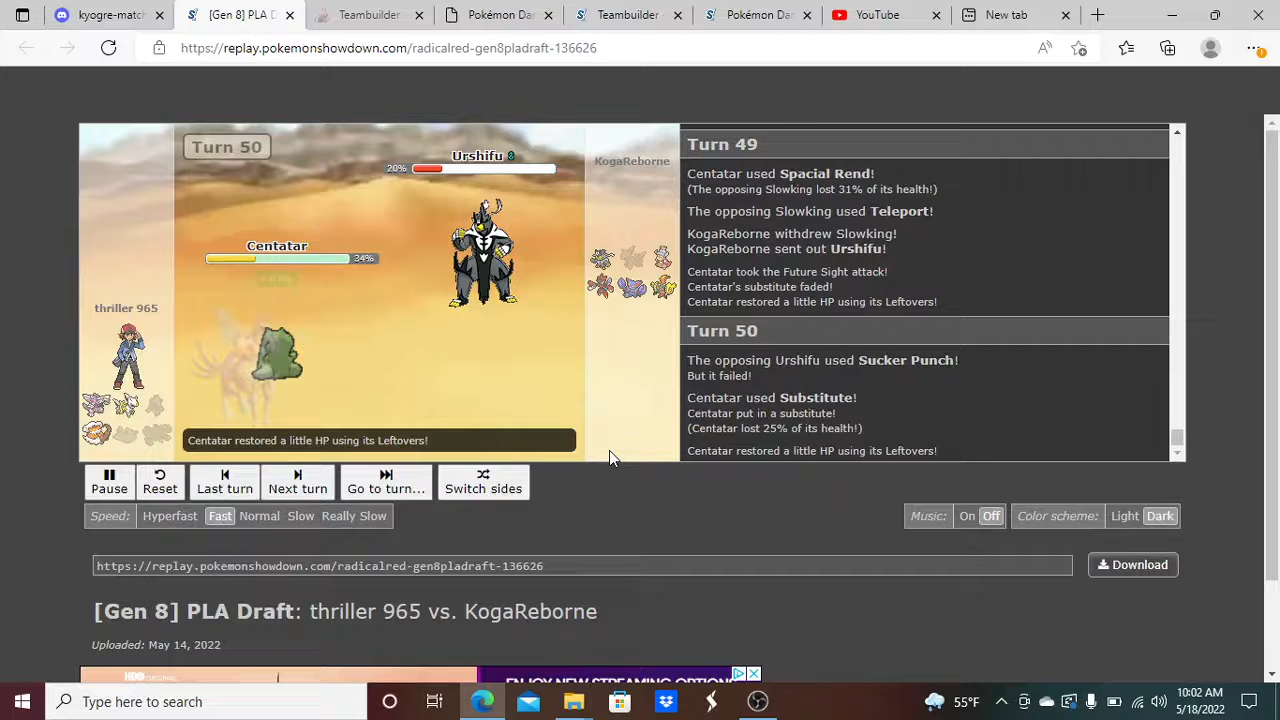 kyogre-match
[Gen 8] PLA D
Teambuilder
Pokémon Dar
Teambuilder -
Pokémon Dar
YouTube
New tab
https://replay.pokemonshowdown.com/radicalred-gen8pladraft-136626
Turn 50
Urshifu
20%
KogaReborne
Centatar
34%
thriller 965
Centatar restored a little HP using its Leftovers!
Turn 49
Centatar used Spacial Rend!
(The opposing Slowking lost 31% of its health!)
The opposing Slowking used Teleport!
KogaReborne withdrew Slowking!
KogaReborne sent out Urshifu!
Centatar took the Future Sight attack!
Centatar's substitute faded!
Centatar restored a little HP using its Leftovers!
Turn 50
The opposing Urshifu used Sucker Punch!
But it failed!
Centatar used Substitute!
Centatar put in a substitute!
(Centatar lost 25% of its health!)
Centatar restored a little HP using its Leftovers!
Pause
Reset
Last turn
Next turn
Go to turn...
Switch sides
Speed: Hyperfast Fast Normal Slow Really Slow
Music: On Off
Color scheme: Light Dark
https://replay.pokemonshowdown.com/radicalred-gen8pladraft-136626
Download
[Gen 8] PLA Draft: thriller 965 vs. KogaReborne
Uploaded: May 14, 2022
Type here to search
55°F
10:02 AM
5/18/2022